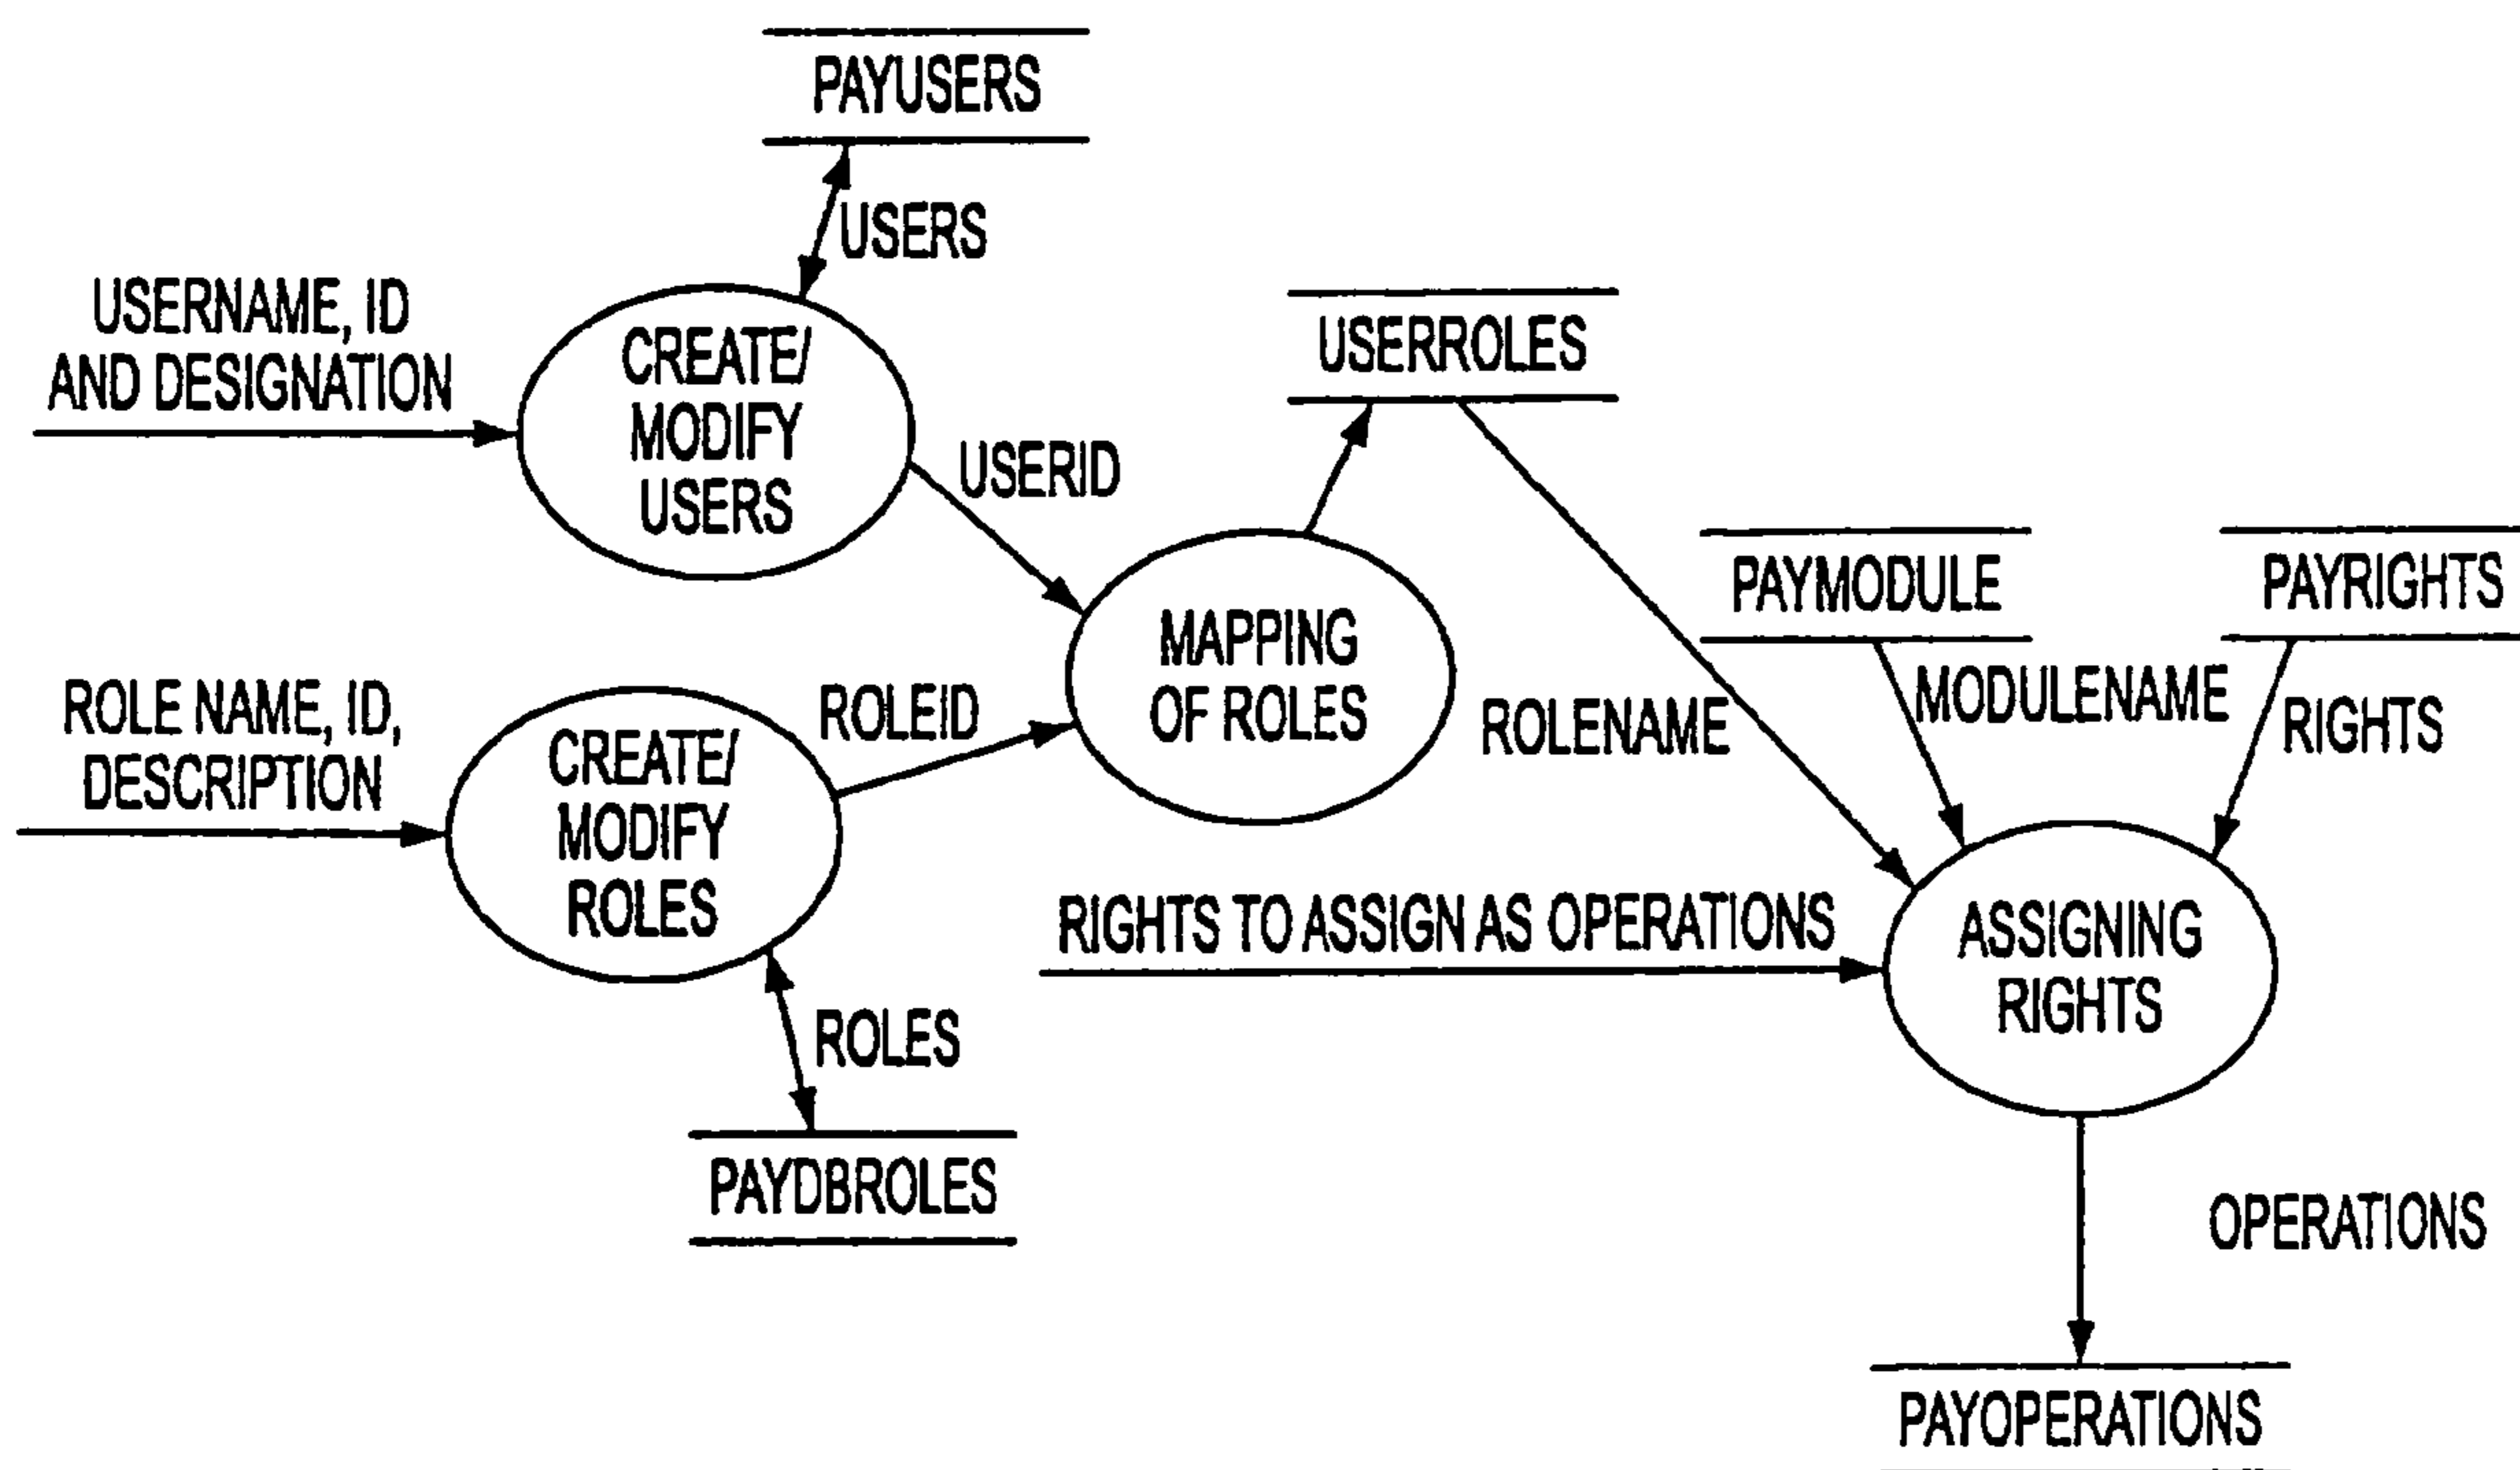 PAYUSERS
USERS
USERNAME, ID
AND DESIGNATION
CREATE/
MODIFY
USERS
USERID
USERROLES
PAYMODULE
PAYRIGHTS
MAPPING
OF ROLES
ROLENAME
MODULENAME
RIGHTS
ROLE NAME, ID,
DESCRIPTION
CREATE/
MODIFY
ROLES
ROLEID
RIGHTS TO ASSIGN AS OPERATIONS
ASSIGNING
RIGHTS
ROLES
PAYDBROLES
OPERATIONS
PAYOPERATIONS